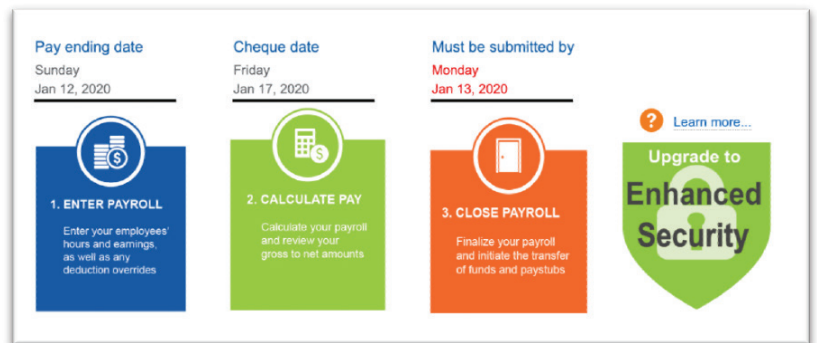 Pay ending date
Sunday
Jan 12, 2020
Cheque date
Friday
Jan 17, 2020
Must be submitted by
Monday
Jan 13, 2020
$
1. ENTER PAYROLL
Enter your employees'
hours and earnings,
as well as any
deduction overrides
$
2. CALCULATE PAY
Calculate your payroll
and review your
gross to net amounts
3. CLOSE PAYROLL
Finalize your payroll
and initiate the transfer
of funds and paystubs
? Learn more...
Upgrade to
Enhanced
Security